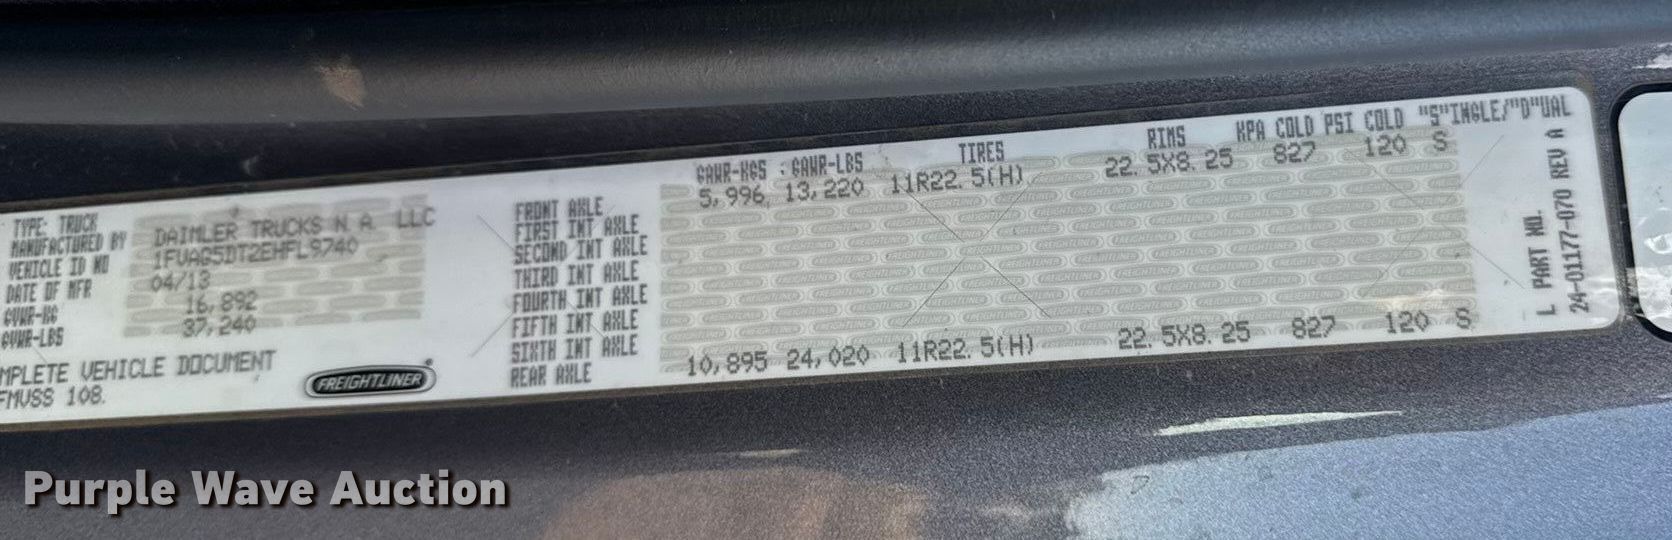 TYPE: TRUCK
MANUFACTURED BY DAIMLER TRUCKS N A LLC
VEHICLE ID NO 1FVAG5DT2EHFL9740
DATE OF MFR 04/13
GVWR-KG 16,892
GVWR-LBS 37,240
MPLETE VEHICLE DOCUMENT
FMVSS 108.
FREIGHTLINER
GAWR-KGS GAWR-LBS TIRES RIMS KPA COLD PSI COLD "S"INGLE/"D"UAL
FRONT AXLE 5,996 13,220 11R22.5(H) 22.5X8.25 827 120 S
FIRST INT AXLE
SECOND INT AXLE
THIRD INT AXLE
FOURTH INT AXLE
FIFTH INT AXLE
SIXTH INT AXLE
REAR AXLE 10,895 24,020 11R22.5(H) 22.5X8.25 827 120 S
L PART NO.
24-01177-070 REV A
Purple Wave Auction